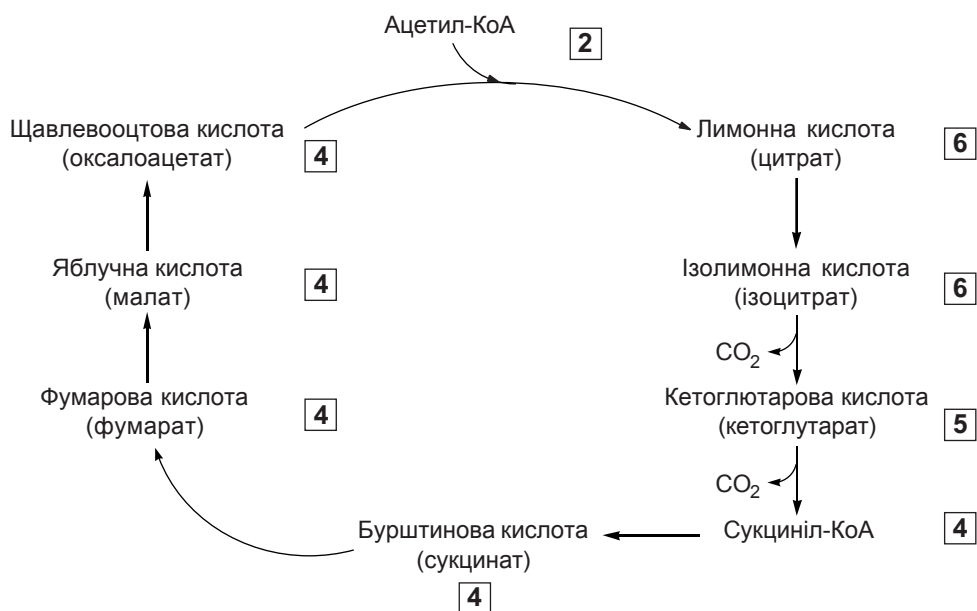 Ацетил-КоА
2
Щавлевооцтова кислота
(оксалоацетат)
4
Лимонна кислота
(цитрат)
6
Яблучна кислота
(малат)
4
Ізолимонна кислота
(ізоцитрат)
6
CO2
Фумарова кислота
(фумарат)
4
Кетоглютарова кислота
(кетоглутарат)
5
CO2
Бурштинова кислота
(сукцинат)
4
Сукциніл-КоА
4